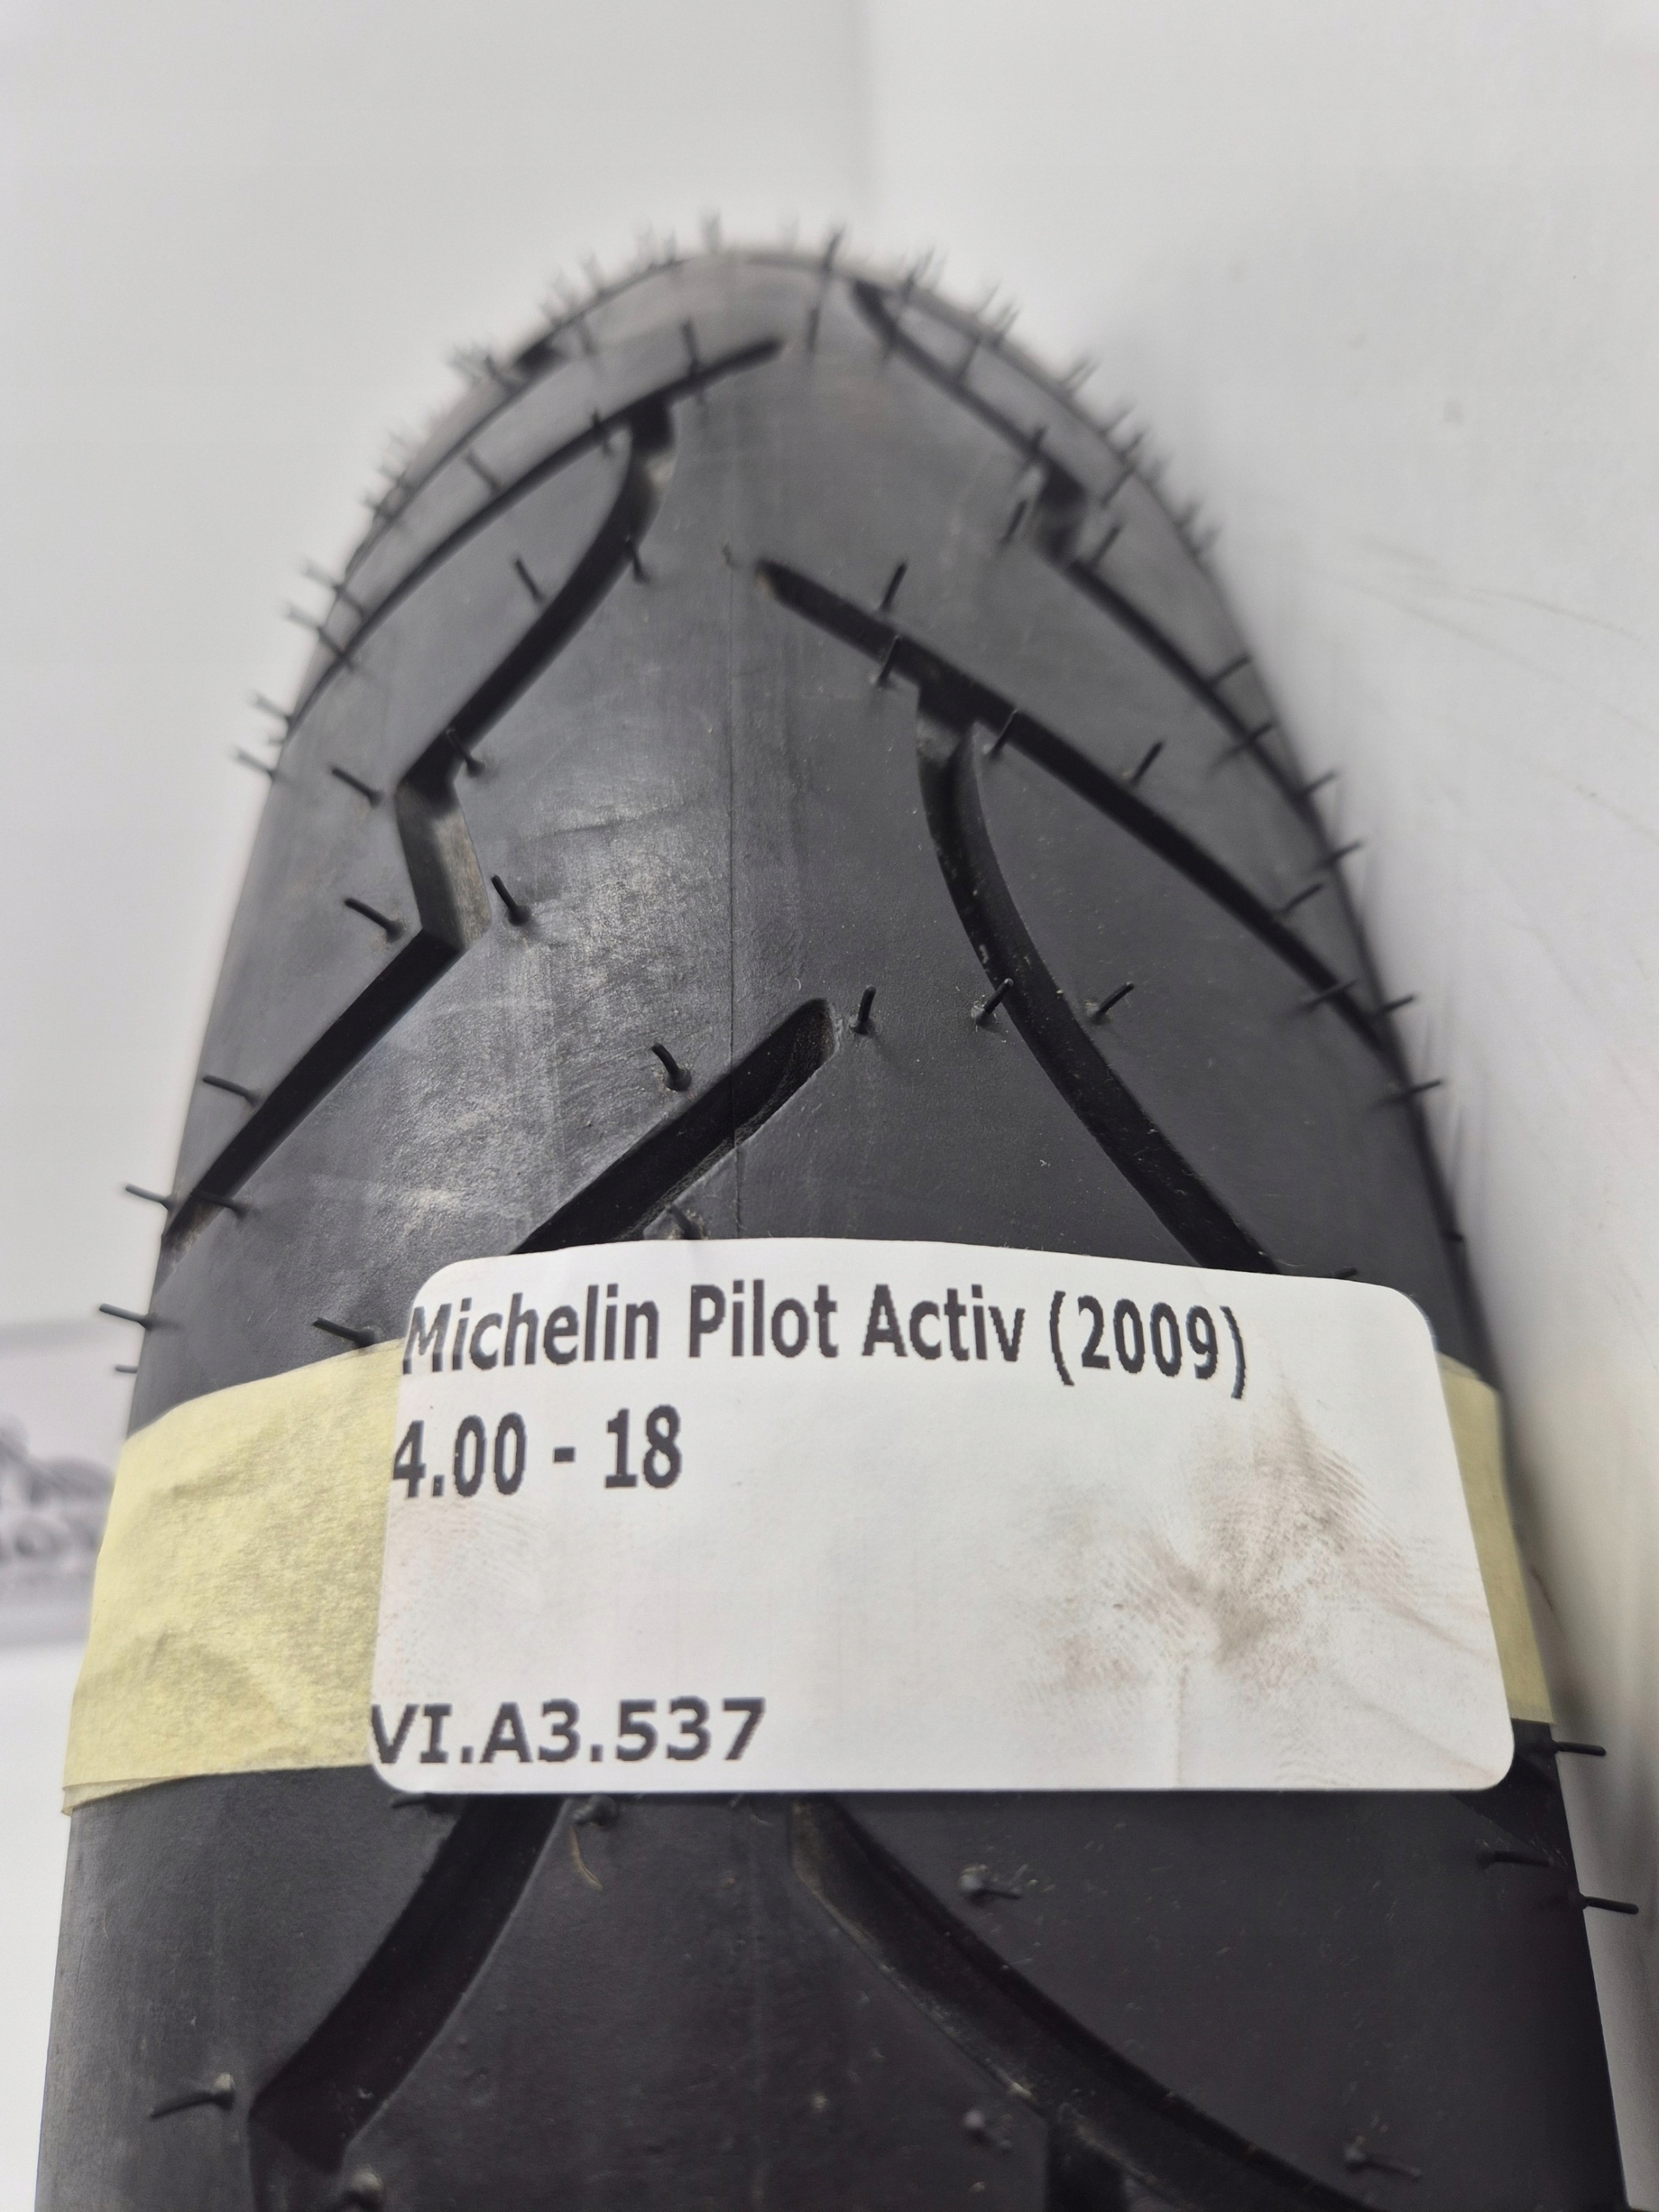 Michelin Pilot Activ (2009)
4.00 - 18
VI.A3.537